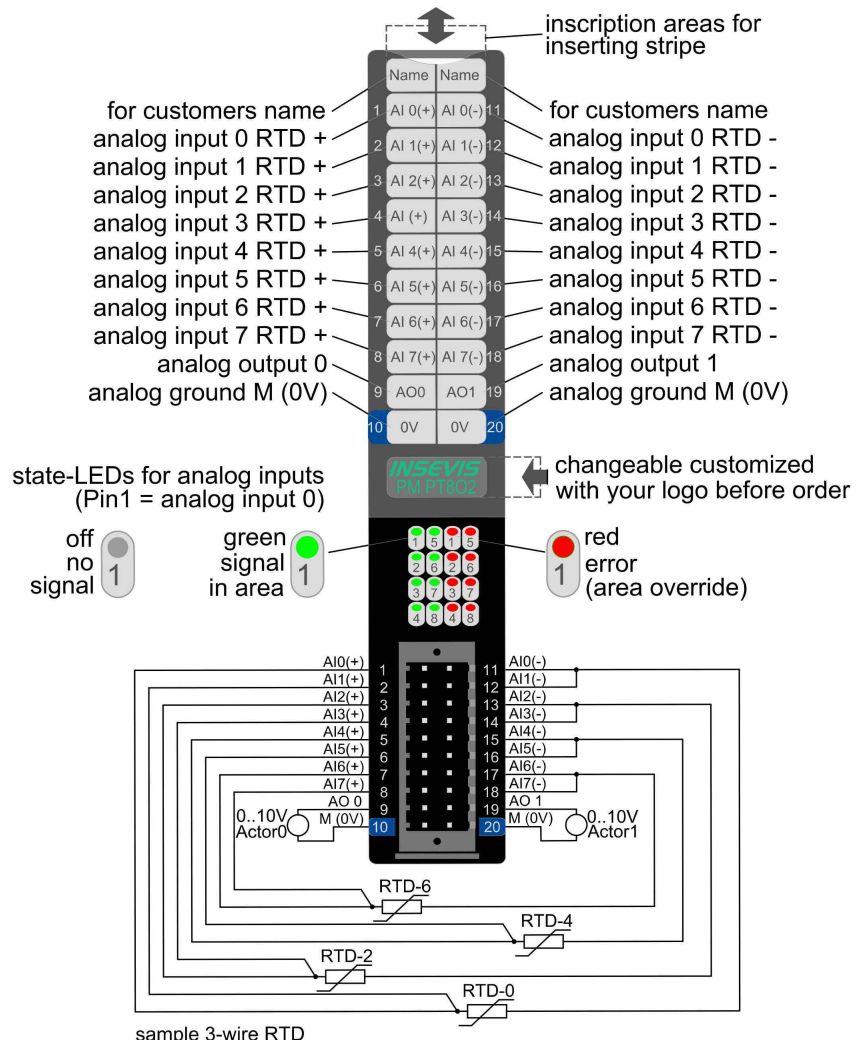 inscription areas for
inserting stripe
Name Name
for customers name
for customers name
1 AI 0(+) AI 0(-) 11
analog input 0 RTD +
analog input 0 RTD -
2 AI 1(+) AI 1(-) 12
analog input 1 RTD +
analog input 1 RTD -
3 AI 2(+) AI 2(-) 13
analog input 2 RTD +
analog input 2 RTD -
4 AI (+) AI 3(-) 14
analog input 3 RTD +
analog input 3 RTD -
5 AI 4(+) AI 4(-) 15
analog input 4 RTD +
analog input 4 RTD -
6 AI 5(+) AI 5(-) 16
analog input 5 RTD +
analog input 5 RTD -
7 AI 6(+) AI 6(-) 17
analog input 6 RTD +
analog input 6 RTD -
8 AI 7(+) AI 7(-) 18
analog input 7 RTD +
analog input 7 RTD -
9 AO0 AO1 19
analog output 0
analog output 1
10 0V 0V 20
analog ground M (0V)
analog ground M (0V)
INSEVIS
PM PT8O2
changeable customized
with your logo before order
state-LEDs for analog inputs
(Pin1 = analog input 0)
off
no
signal
1
green
signal
in area
1
1 5 1 5
2 6 2 6
3 7 3 7
4 8 4 8
1
red
error
(area override)
AI0(+) 1 11 AI0(-)
AI1(+) 2 12 AI1(-)
AI2(+) 3 13 AI2(-)
AI3(+) 4 14 AI3(-)
AI4(+) 5 15 AI4(-)
AI5(+) 6 16 AI5(-)
AI6(+) 7 17 AI6(-)
AI7(+) 8 18 AI7(-)
AO 0 9 19 AO 1
M (0V) 10 20 M (0V)
0..10V
Actor0
0..10V
Actor1
RTD-6
RTD-4
RTD-2
RTD-0
sample 3-wire RTD